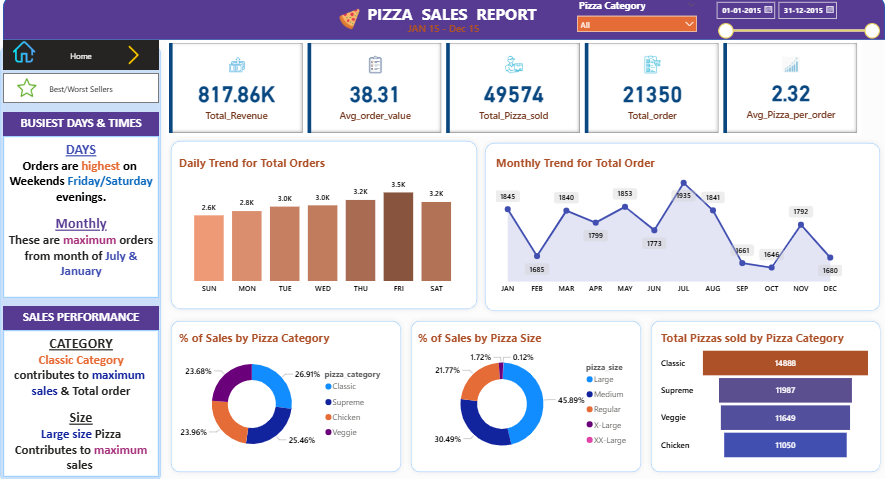 PIZZA SALES REPORT
JAN 15 - Dec 15
Pizza Category
All
01-01-2015
31-12-2015
Home
Best/Worst Sellers
BUSIEST DAYS & TIMES
DAYS
Orders are highest on
Weekends Friday/Saturday
evenings.
Monthly
These are maximum orders
from month of July &
January
SALES PERFORMANCE
CATEGORY
Classic Category
contributes to maximum
sales & Total order
Size
Large size Pizza
Contributes to maximum
sales
817.86K
Total_Revenue
38.31
Avg_order_value
49574
Total_Pizza_sold
21350
Total_order
2.32
Avg_Pizza_per_order
Daily Trend for Total Orders
2.6K
2.8K
3.0K
3.0K
3.2K
3.5K
3.2K
SUN MON TUE WED THU FRI SAT
Monthly Trend for Total Order
1845
1685
1840
1799
1853
1773
1935
1841
1661
1646
1792
1680
JAN FEB MAR APR MAY JUN JUL AUG SEP OCT NOV DEC
% of Sales by Pizza Category
23.68%
26.91%
23.96%
25.46%
pizza_category
Classic
Supreme
Chicken
Veggie
% of Sales by Pizza Size
1.72%
0.12%
21.77%
45.89%
30.49%
pizza_size
Large
Medium
Regular
X-Large
XX-Large
Total Pizzas sold by Pizza Category
Classic 14888
Supreme 11987
Veggie 11649
Chicken 11050